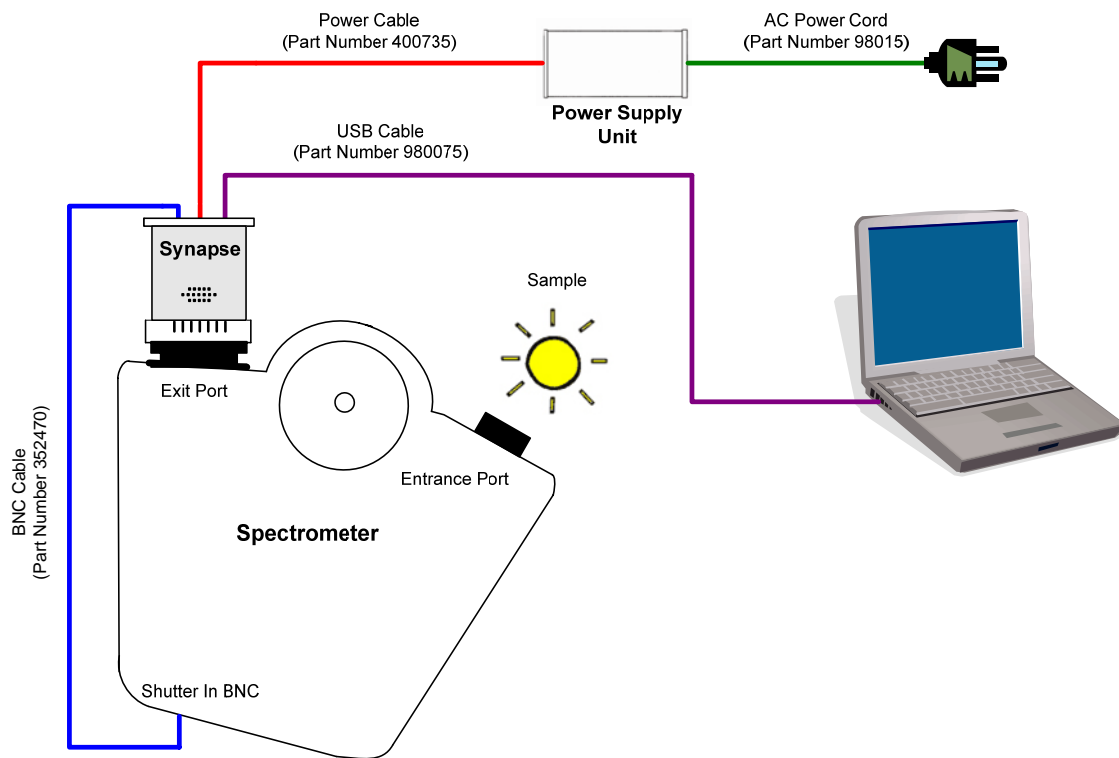 Power Cable
(Part Number 400735)
AC Power Cord
(Part Number 98015)
Power Supply
Unit
USB Cable
(Part Number 980075)
Synapse
Sample
Exit Port
Entrance Port
BNC Cable
(Part Number 352470)
Spectrometer
Shutter In BNC